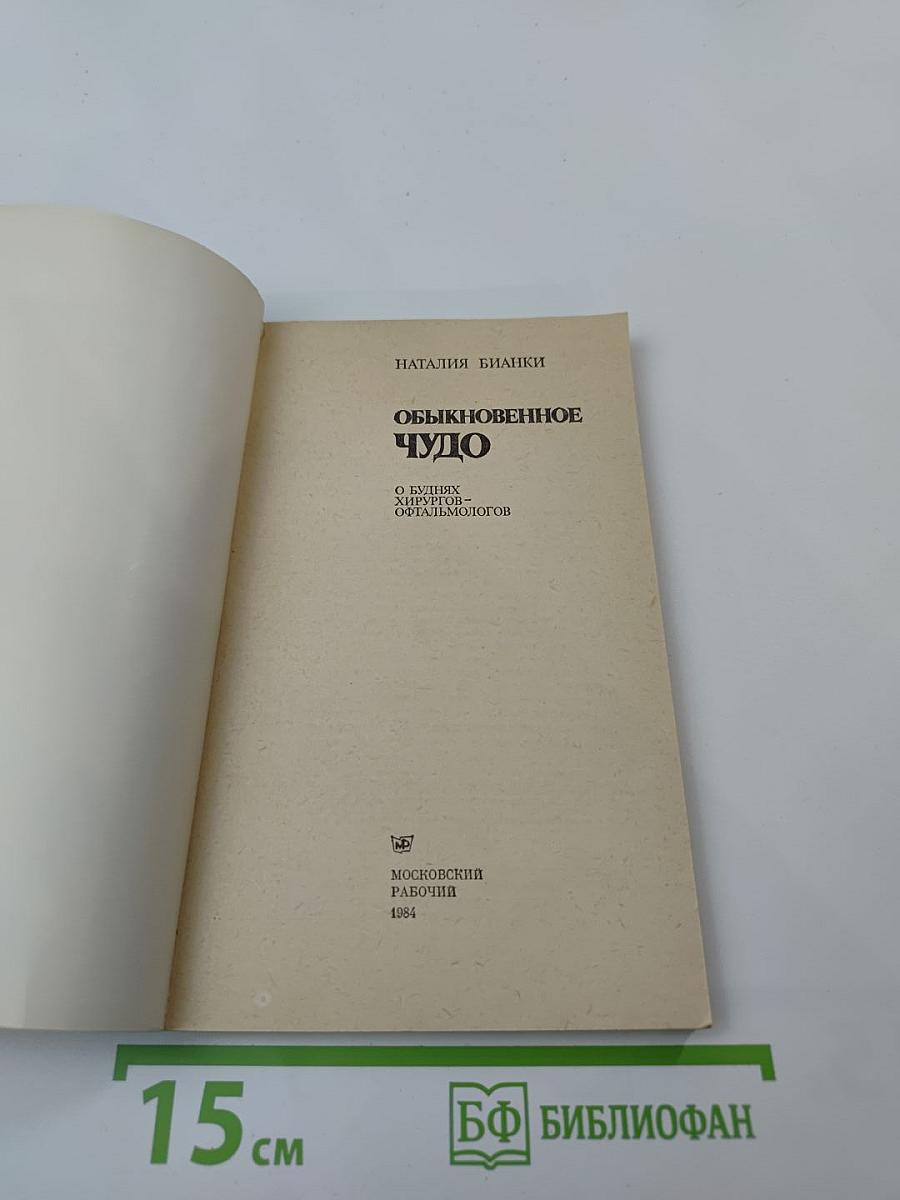 НАТАЛИЯ БИАНКИ
ОБЫКНОВЕННОЕ
ЧУДО
О БУДНЯХ
ХИРУРГОВ-
ОФТАЛЬМОЛОГОВ
МР
МОСКОВСКИЙ
РАБОЧИЙ
1984
15 см
БФ БИБЛИОФАН